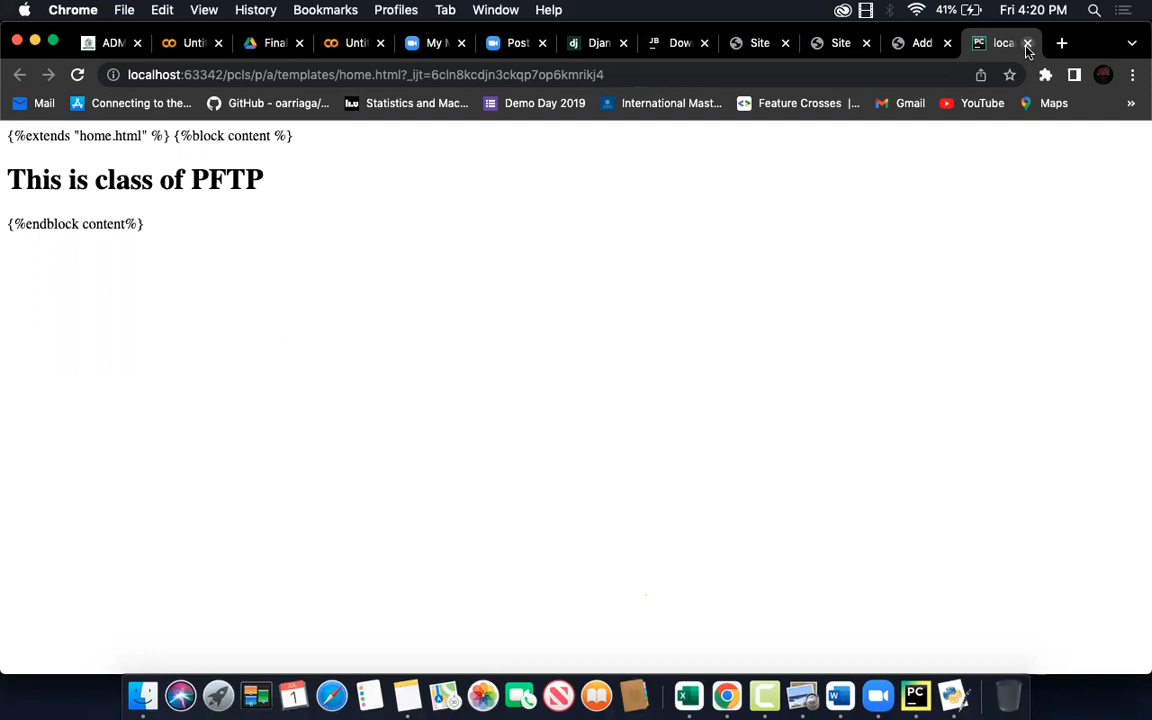 Chrome File Edit View History Bookmarks Profiles Tab Window Help 41% Fri 4:20 PM
ADM Untit Final Untit My M Post Djan Dow Site Site Add loca
localhost:63342/pcls/p/a/templates/home.html?_ijt=6cln8kcdjn3ckqp7op6kmrikj4
Mail Connecting to the... GitHub - oarriaga/... Statistics and Mac... Demo Day 2019 International Mast... Feature Crosses |... Gmail YouTube Maps »
{%extends "home.html" %} {%block content %}
This is class of PFTP
{%endblock content%}